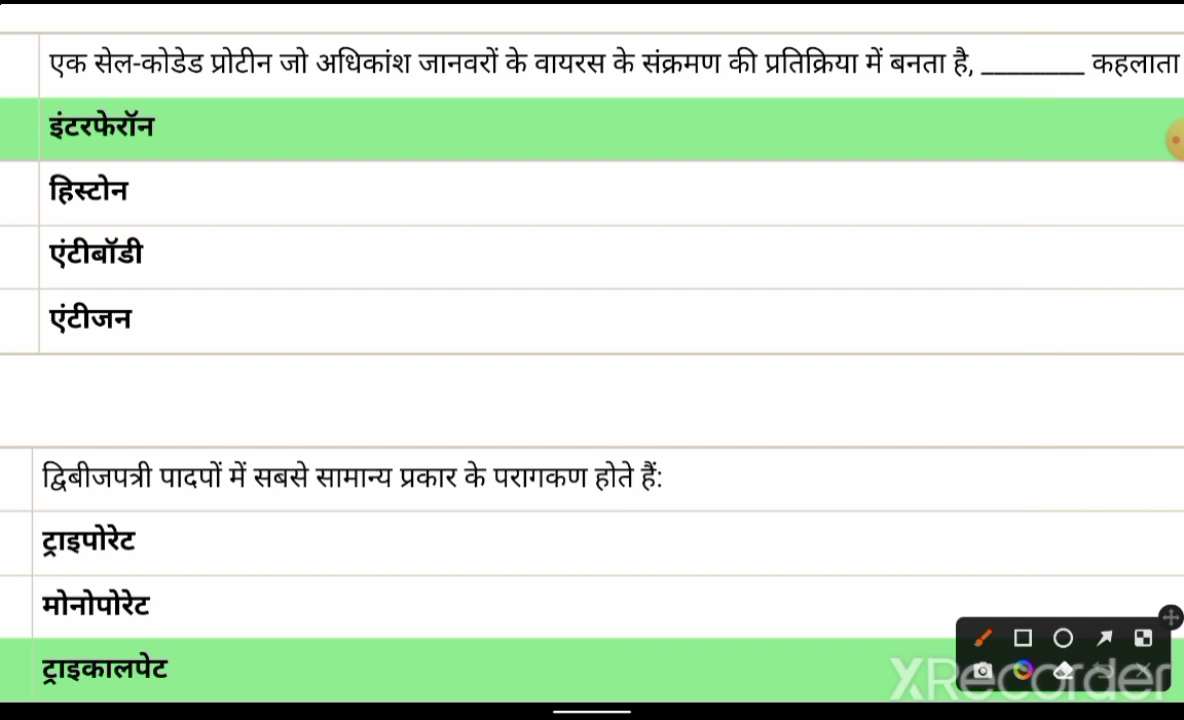 एक सेल-कोडेड प्रोटीन जो अधिकांश जानवरों के वायरस के संक्रमण की प्रतिक्रिया में बनता है, ________ कहलाता
इंटरफेरॉन
हिस्टोन
एंटीबॉडी
एंटीजन
द्विबीजपत्री पादपों में सबसे सामान्य प्रकार के परागकण होते हैं:
ट्राइपोरेट
मोनोपोरेट
ट्राइकालपेट
XRecorder